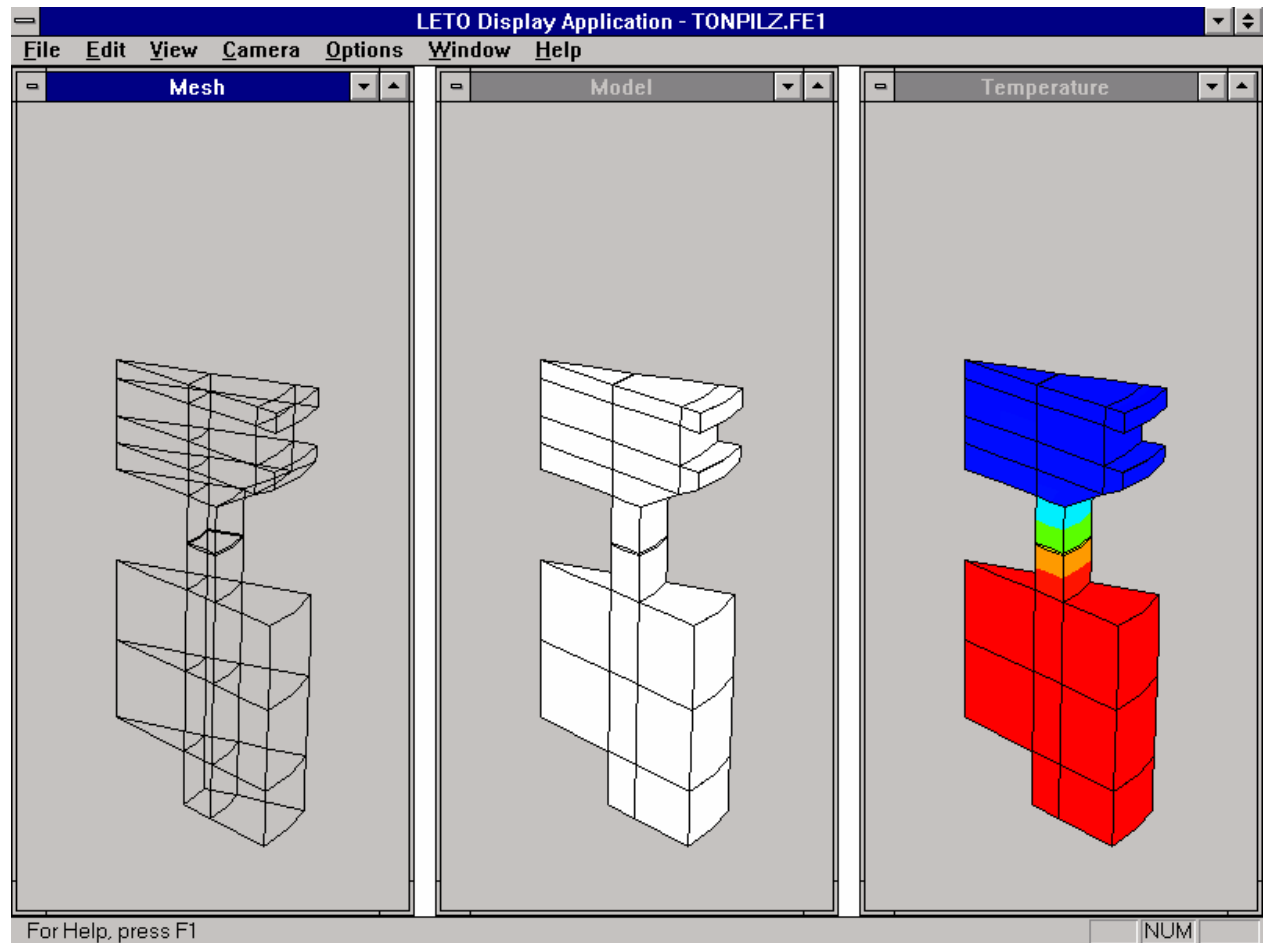 LETO Display Application - TONPILZ.FE1
File Edit View Camera Options Window Help
Mesh Model Temperature
For Help, press F1 NUM